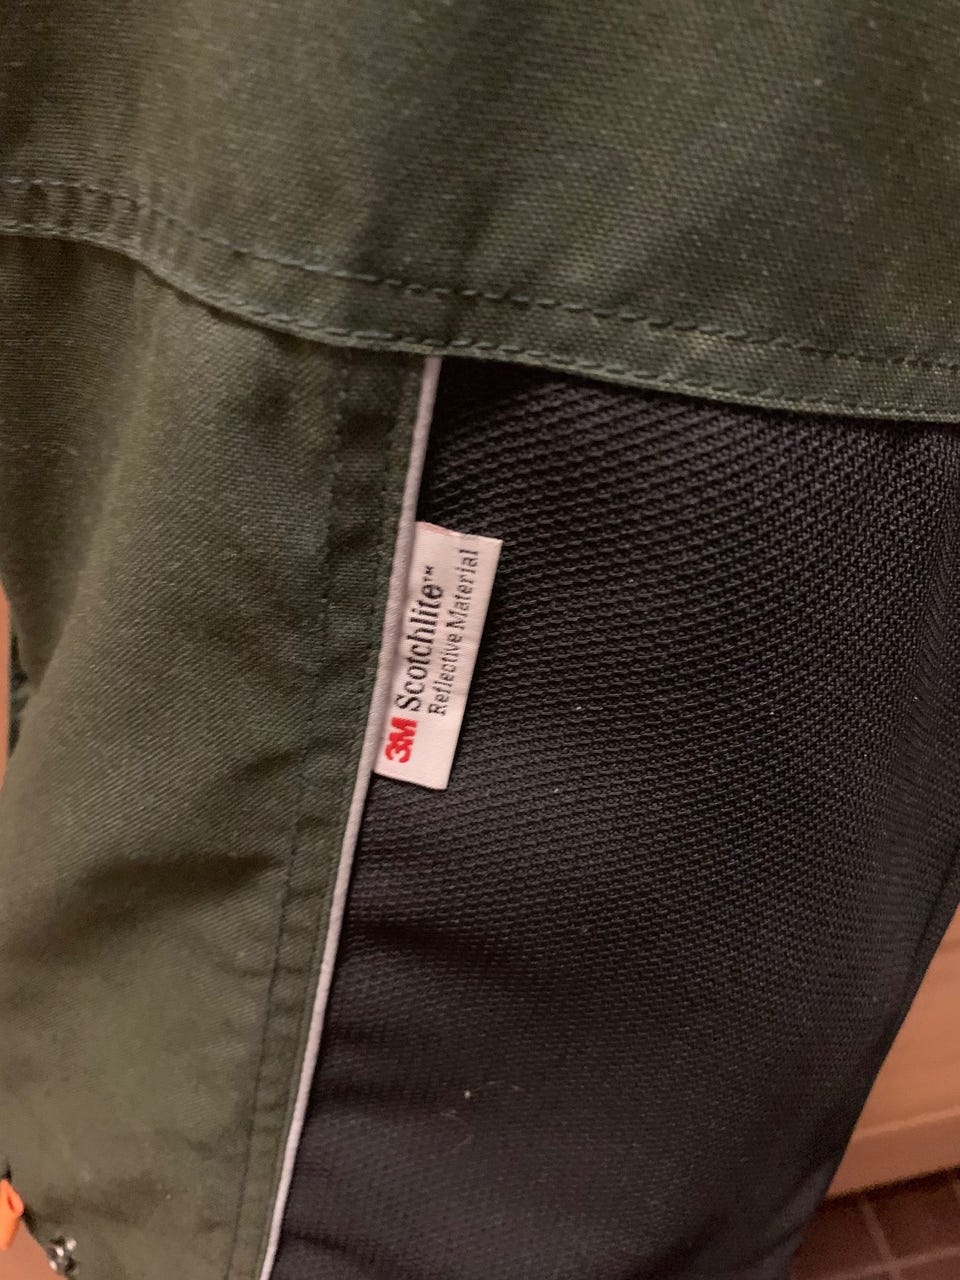 3M Scotchlite™
Reflective Material